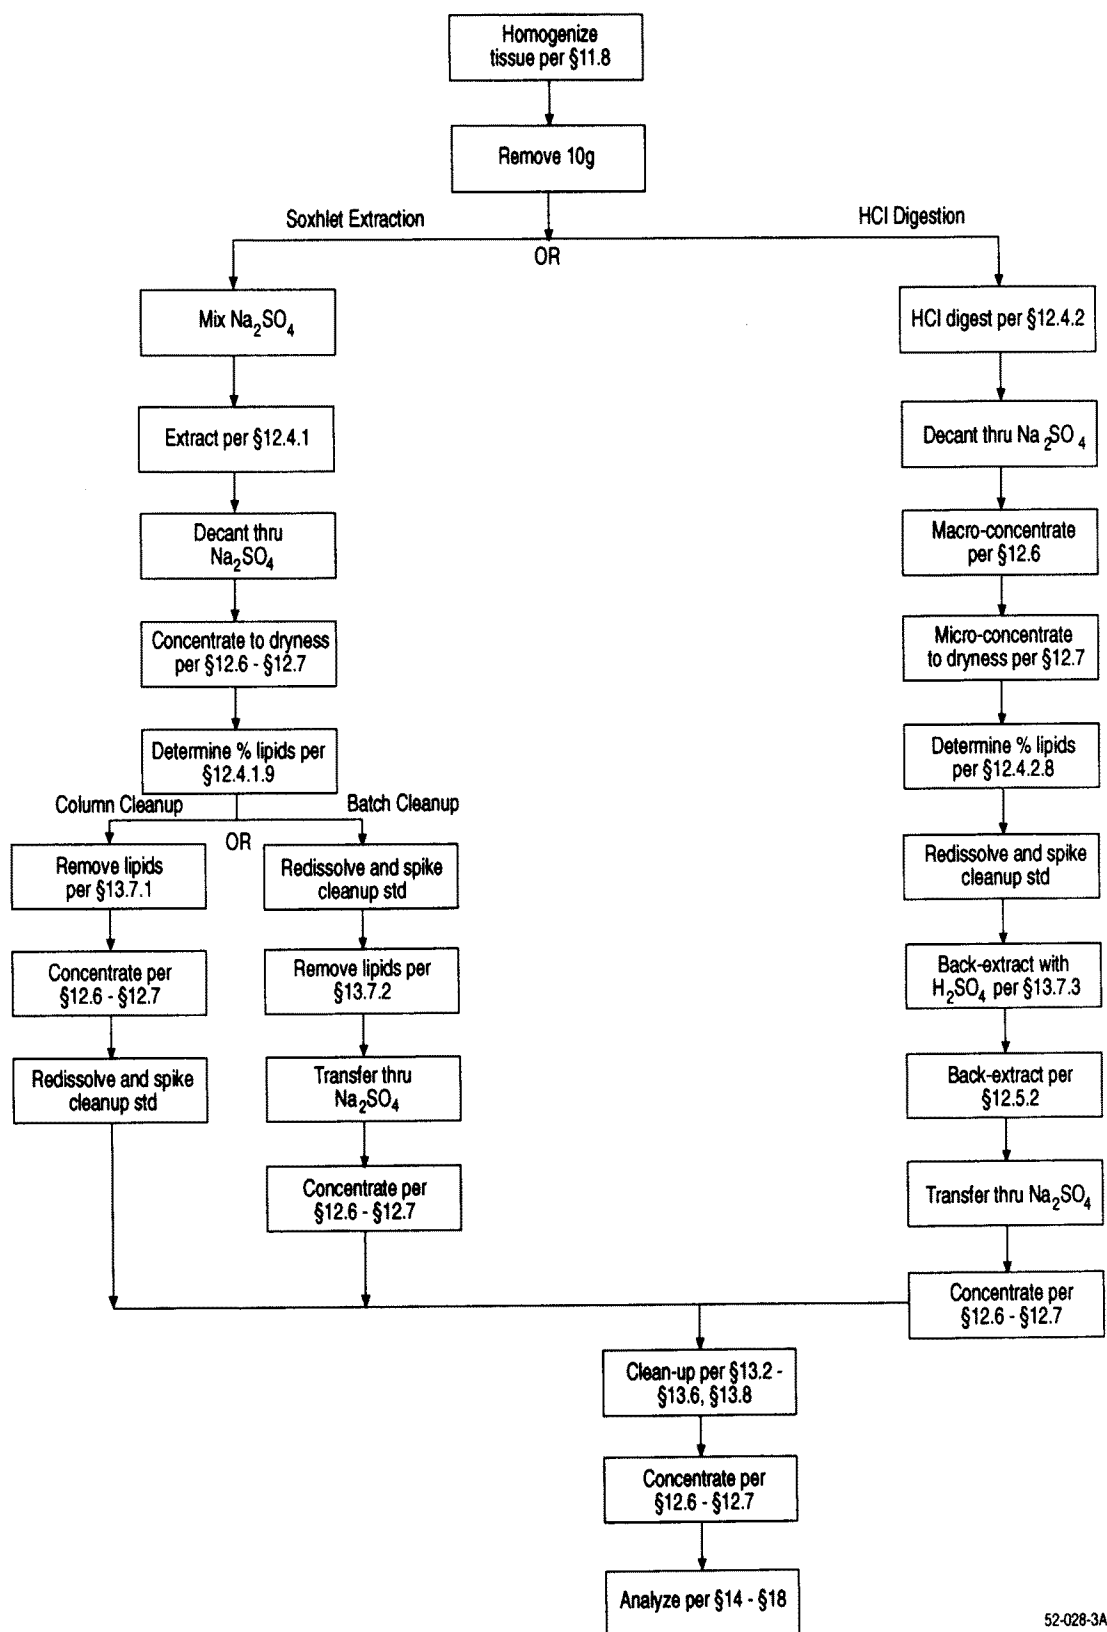 Homogenize
tissue per §11.8
Remove 10g
Soxhlet Extraction
HCl Digestion
OR
Mix Na2SO4
Extract per §12.4.1
Decant thru
Na2SO4
Concentrate to dryness
per §12.6 - §12.7
Determine % lipids per
§12.4.1.9
Column Cleanup
Batch Cleanup
OR
Remove lipids
per §13.7.1
Concentrate per
§12.6 - §12.7
Redissolve and spike
cleanup std
Redissolve and spike
cleanup std
Remove lipids per
§13.7.2
Transfer thru
Na2SO4
Concentrate per
§12.6 - §12.7
HCl digest per §12.4.2
Decant thru Na2SO4
Macro-concentrate
per §12.6
Micro-concentrate
to dryness per §12.7
Determine % lipids
per §12.4.2.8
Redissolve and spike
cleanup std
Back-extract with
H2SO4 per §13.7.3
Back-extract per
§12.5.2
Transfer thru Na2SO4
Concentrate per
§12.6 - §12.7
Clean-up per §13.2 -
§13.6, §13.8
Concentrate per
§12.6 - §12.7
Analyze per §14 - §18
52-028-3A